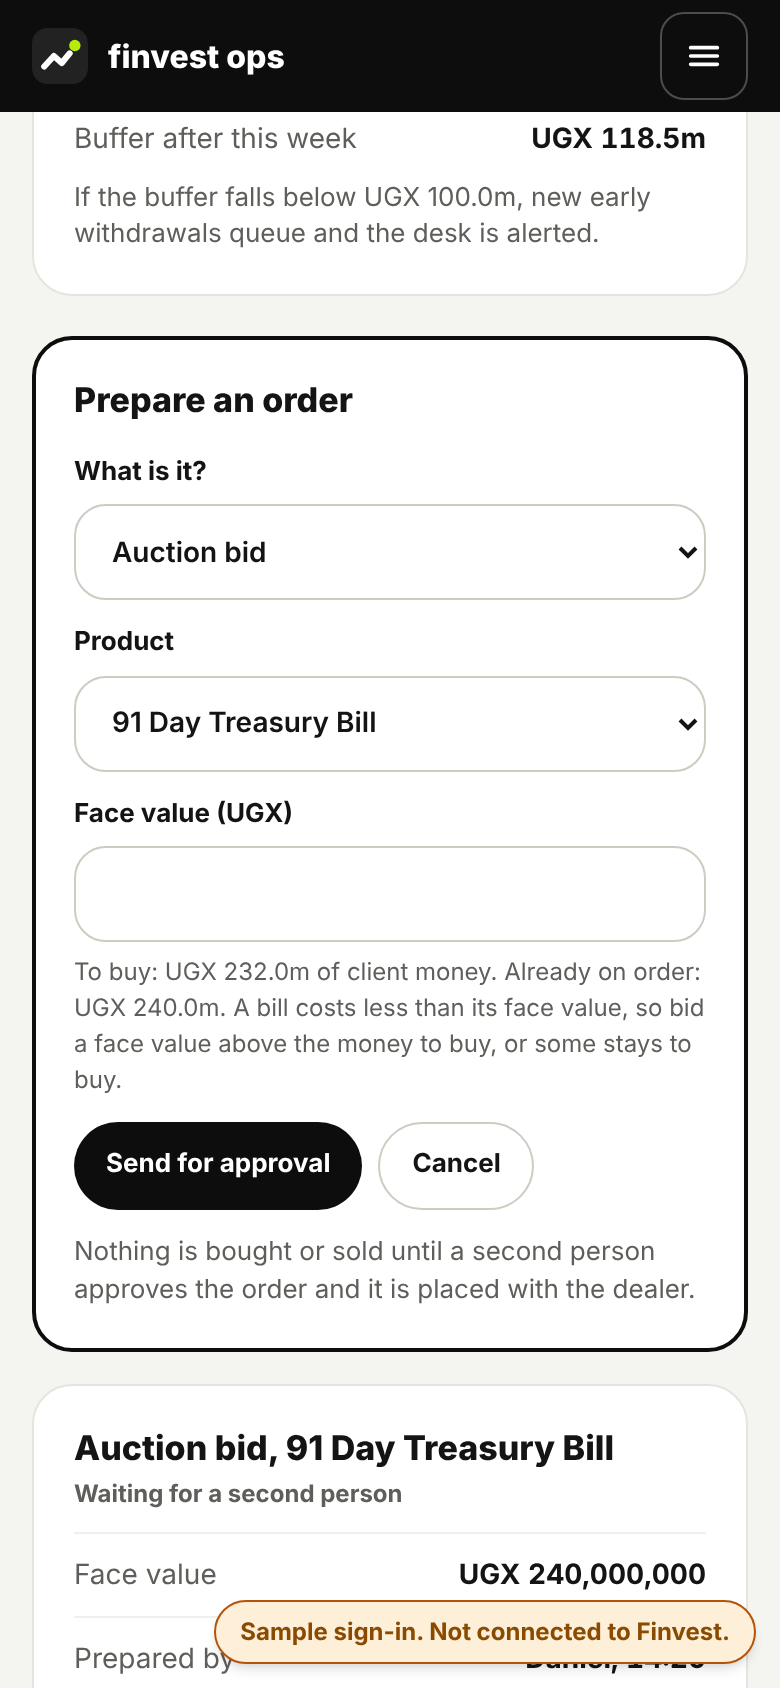 finvest ops
Buffer after this week UGX 118.5m
If the buffer falls below UGX 100.0m, new early
withdrawals queue and the desk is alerted.
Prepare an order
What is it?
Auction bid
Product
91 Day Treasury Bill
Face value (UGX)
To buy: UGX 232.0m of client money. Already on order:
UGX 240.0m. A bill costs less than its face value, so bid
a face value above the money to buy, or some stays to
buy.
Send for approval Cancel
Nothing is bought or sold until a second person
approves the order and it is placed with the dealer.
Auction bid, 91 Day Treasury Bill
Waiting for a second person
Face value UGX 240,000,000
Sample sign-in. Not connected to Finvest.
Prepared by